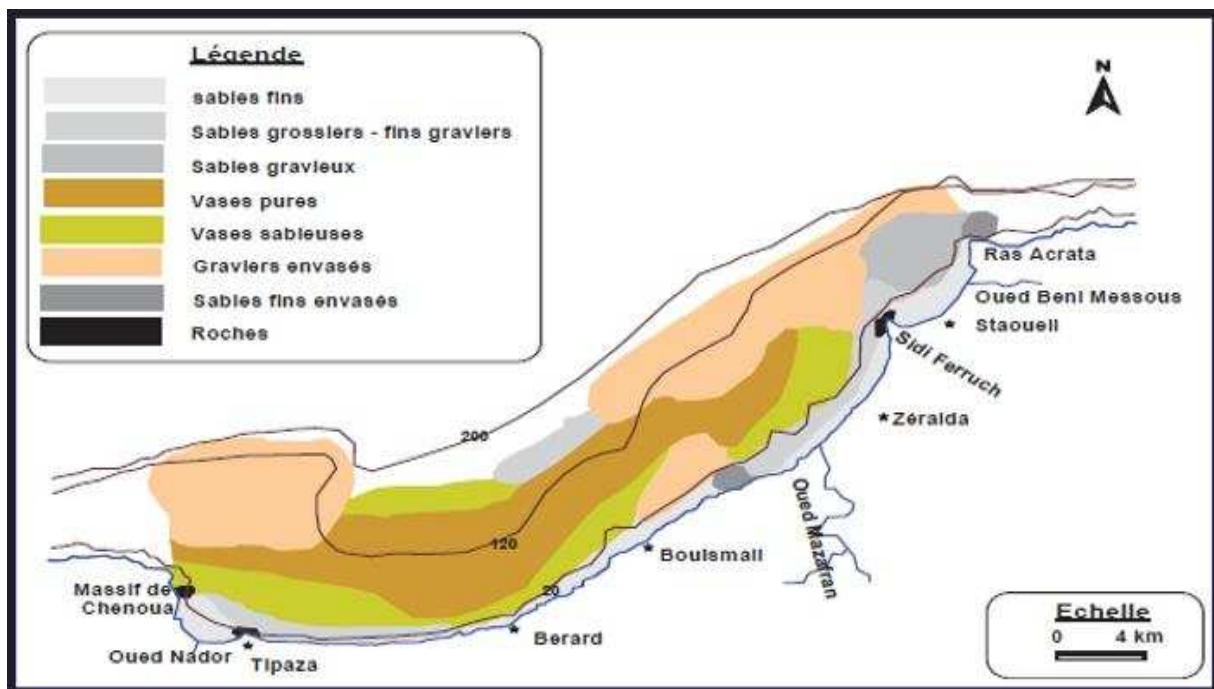 Légende
sables fins
Sables grossiers - fins graviers
Sables gravieux
Vases pures
Vases sableuses
Graviers envasés
Sables fins envasés
Roches
N
Ras Acrata
Oued Beni Messous
Staoueli
Sidi Ferruch
Zéralda
200
Oued Mazafran
120
Bouismail
20
Massif de
Chenoua
Berard
Oued Nador
Tipaza
Echelle
0 4 km